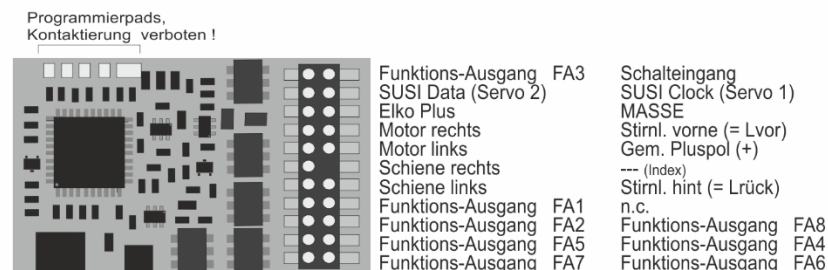 Programmierpads,
Kontaktierung verboten !
Funktions-Ausgang FA3 Schalteingang
SUSI Data (Servo 2) SUSI Clock (Servo 1)
Elko Plus MASSE
Motor rechts Stirnl. vorne (= Lvor)
Motor links Gem. Pluspol (+)
Schiene rechts --- (Index)
Schiene links Stirnl. hint (= Lrück)
Funktions-Ausgang FA1 n.c.
Funktions-Ausgang FA2 Funktions-Ausgang FA8
Funktions-Ausgang FA5 Funktions-Ausgang FA4
Funktions-Ausgang FA7 Funktions-Ausgang FA6